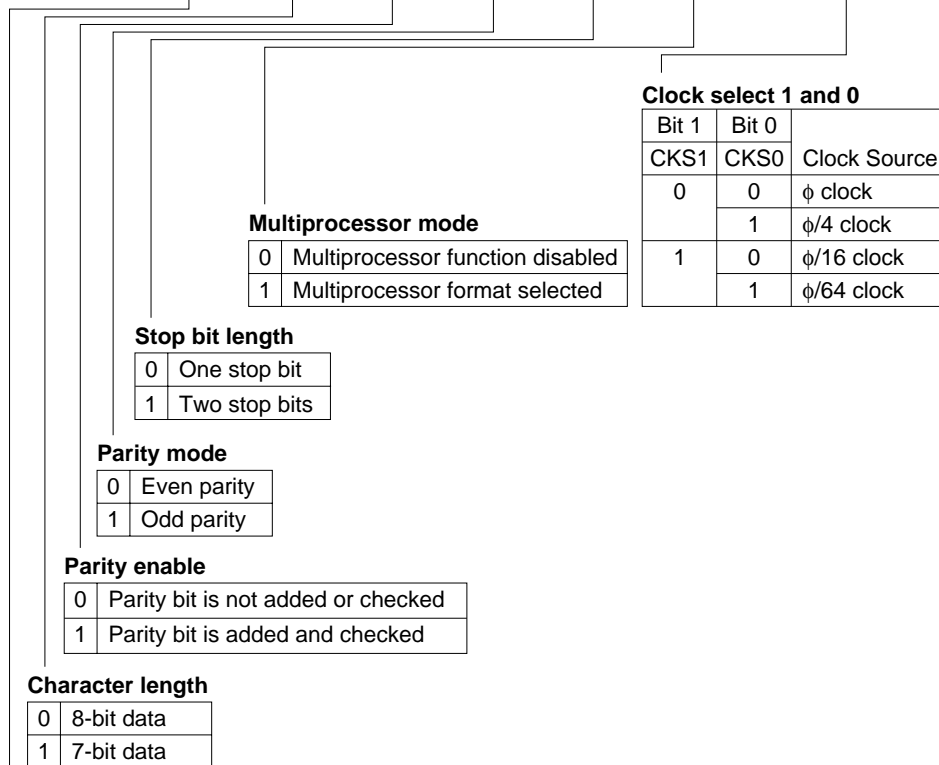 Clock select 1 and 0
Bit 1 Bit 0
CKS1 CKS0 Clock Source
0 0 ϕ clock
1 ϕ/4 clock
1 0 ϕ/16 clock
1 ϕ/64 clock
Multiprocessor mode
0 Multiprocessor function disabled
1 Multiprocessor format selected
Stop bit length
0 One stop bit
1 Two stop bits
Parity mode
0 Even parity
1 Odd parity
Parity enable
0 Parity bit is not added or checked
1 Parity bit is added and checked
Character length
0 8-bit data
1 7-bit data